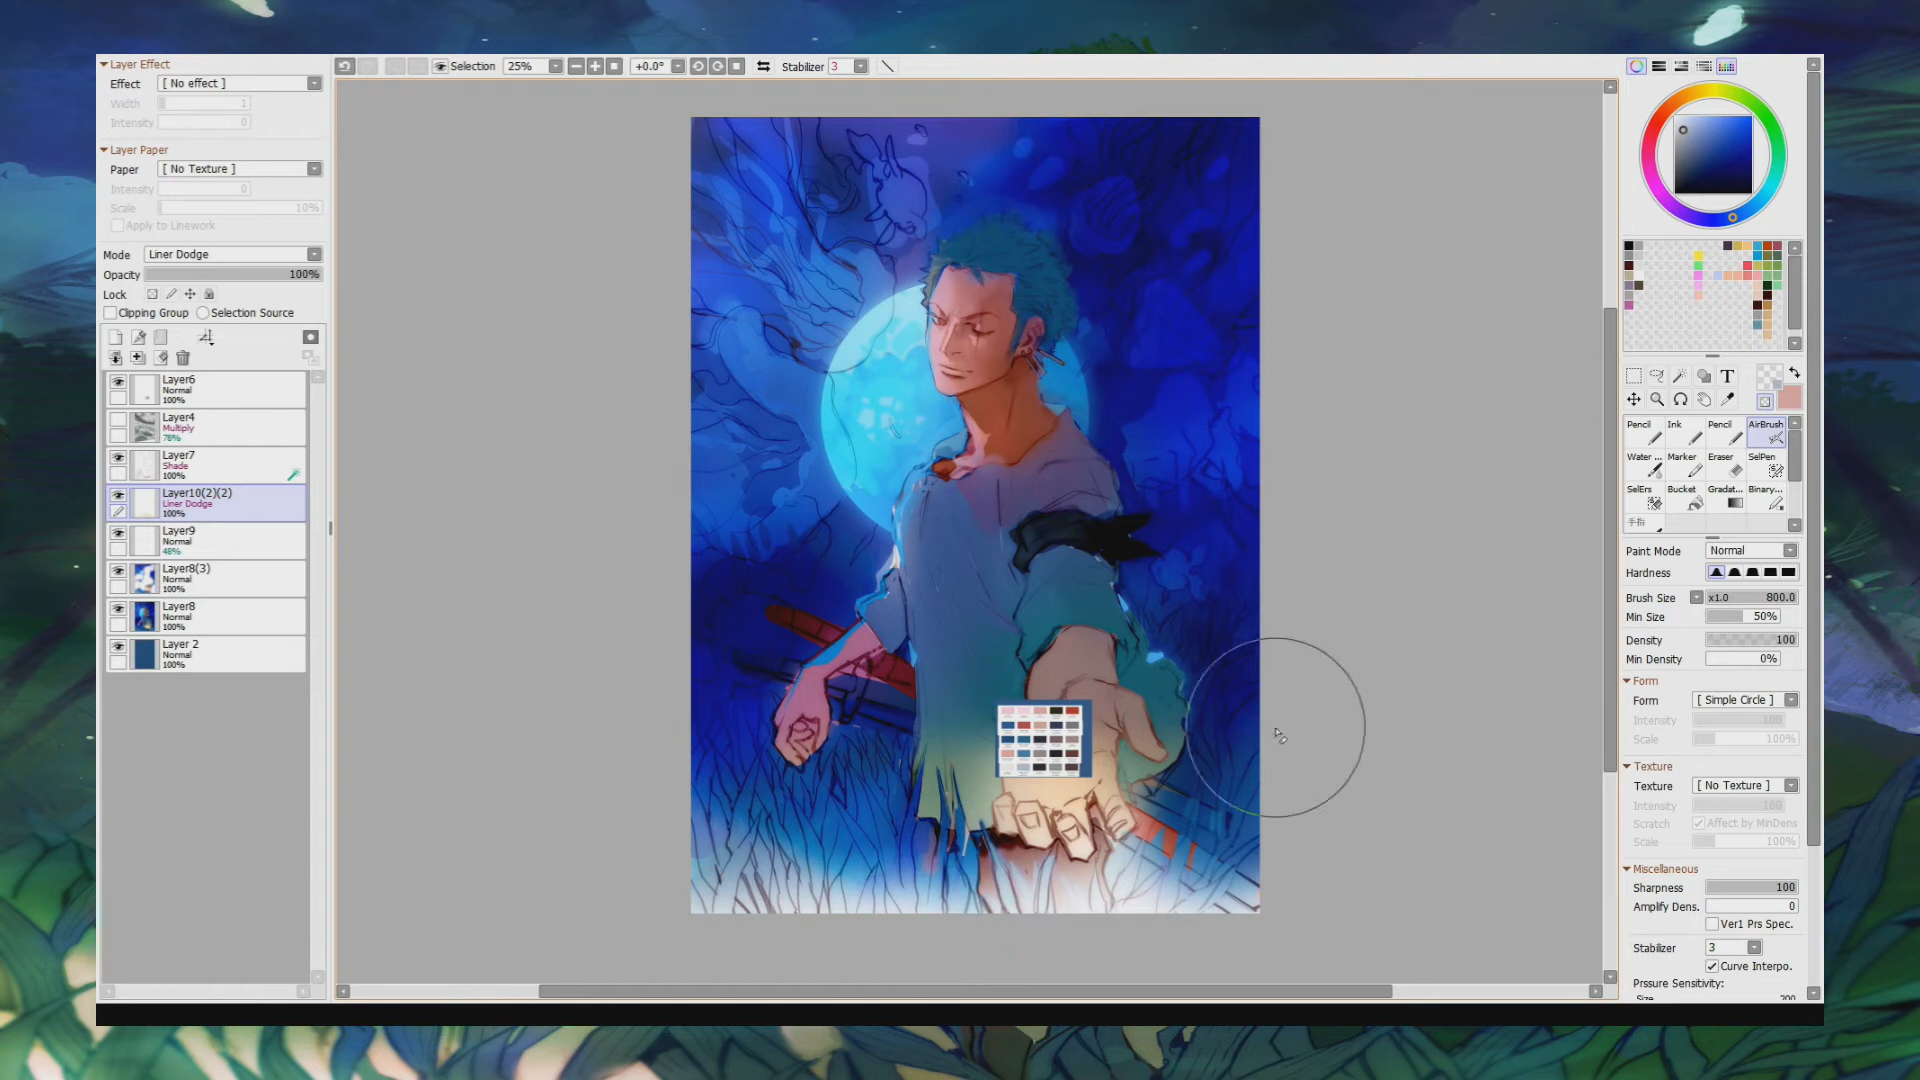 Layer Effect
Effect [ No effect ]
Width 1
Intensity 0
Layer Paper
Paper [ No Texture ]
Intensity 0
Scale 10%
Apply to Linework
Mode Liner Dodge
Opacity 100%
Lock
Clipping Group Selection Source
Layer6
Normal
100%
Layer4
Multiply
78%
Layer7
Shade
100%
Layer10(2)(2)
Liner Dodge
100%
Layer9
Normal
48%
Layer8(3)
Normal
100%
Layer8
Normal
100%
Layer 2
Normal
100%
Selection 25% +0.0° Stabilizer 3
T
Pencil Ink Pencil AirBrush
Water ... Marker Eraser SelPen
SelErs Bucket Gradat... Binary...
手指
Paint Mode Normal
Hardness
Brush Size x1.0 800.0
Min Size 50%
Density 100
Min Density 0%
Form
Form [ Simple Circle ]
Intensity 100
Scale 100%
Texture
Texture [ No Texture ]
Intensity 100
Scratch Affect by MinDens
Scale 100%
Miscellaneous
Sharpness 100
Amplify Dens. 0
Ver1 Prs Spec.
Stabilizer 3
Curve Interpo.
Prssure Sensitivity:
Size 200